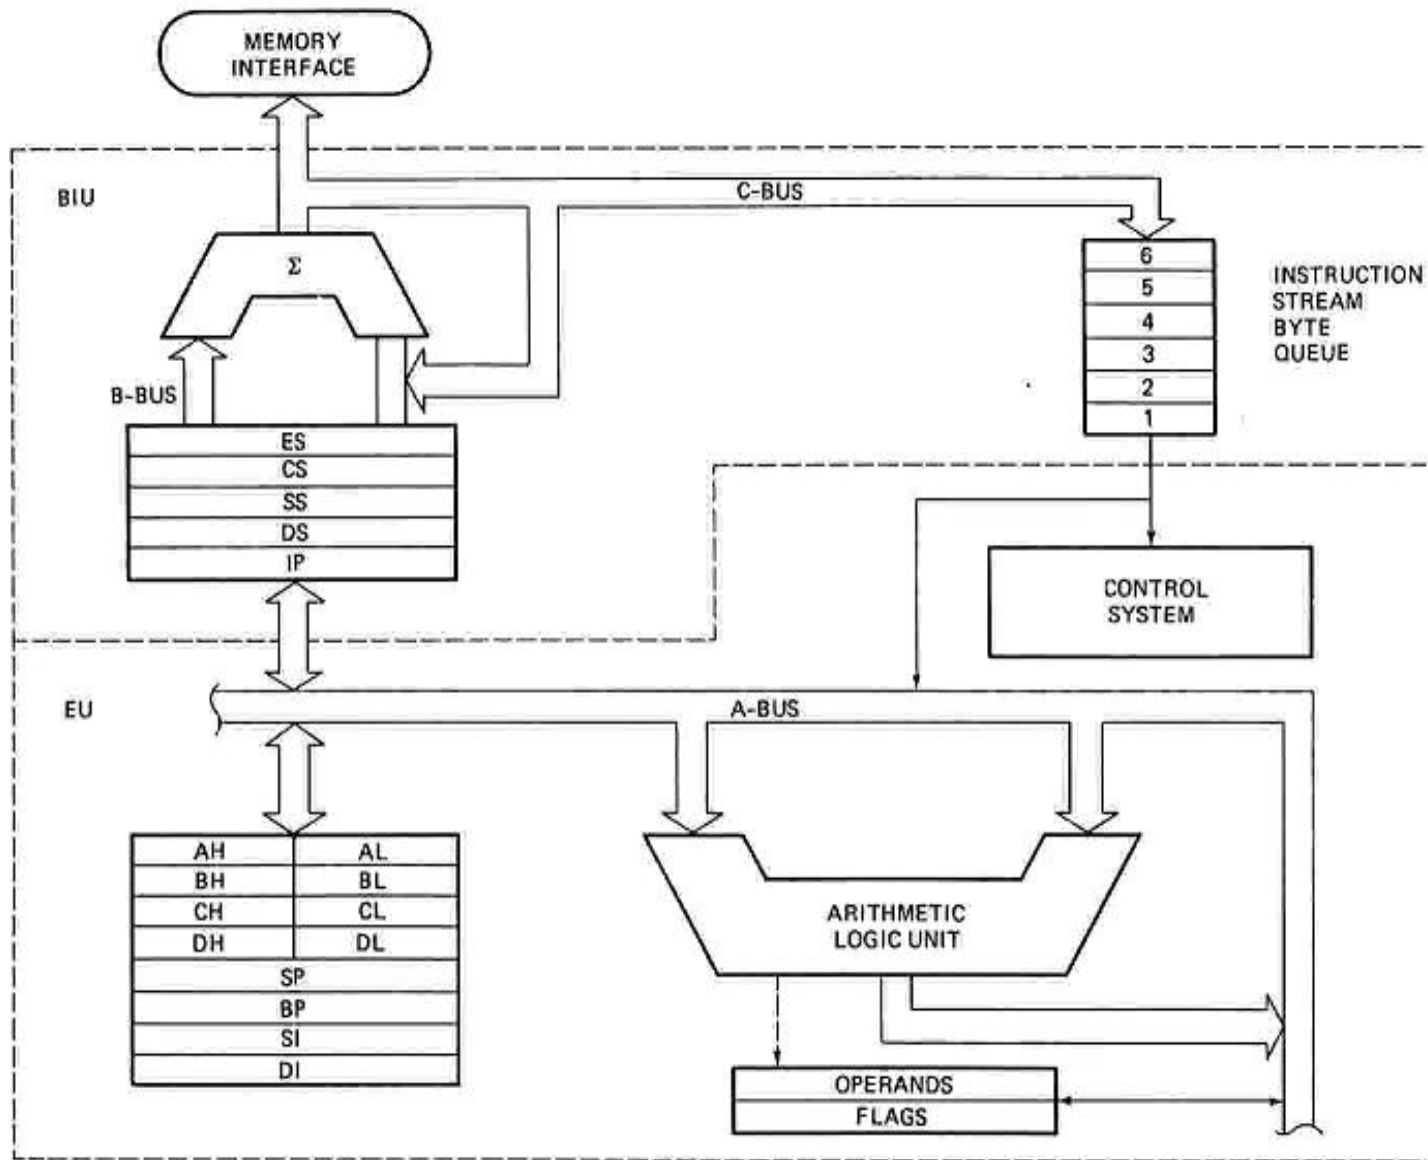 MEMORY
INTERFACE
BIU
C-BUS
Σ
6
5
4
3
2
1
INSTRUCTION
STREAM
BYTE
QUEUE
B-BUS
ES
CS
SS
DS
IP
CONTROL
SYSTEM
EU
A-BUS
AH AL
BH BL
CH CL
DH DL
SP
BP
SI
DI
ARITHMETIC
LOGIC UNIT
OPERANDS
FLAGS